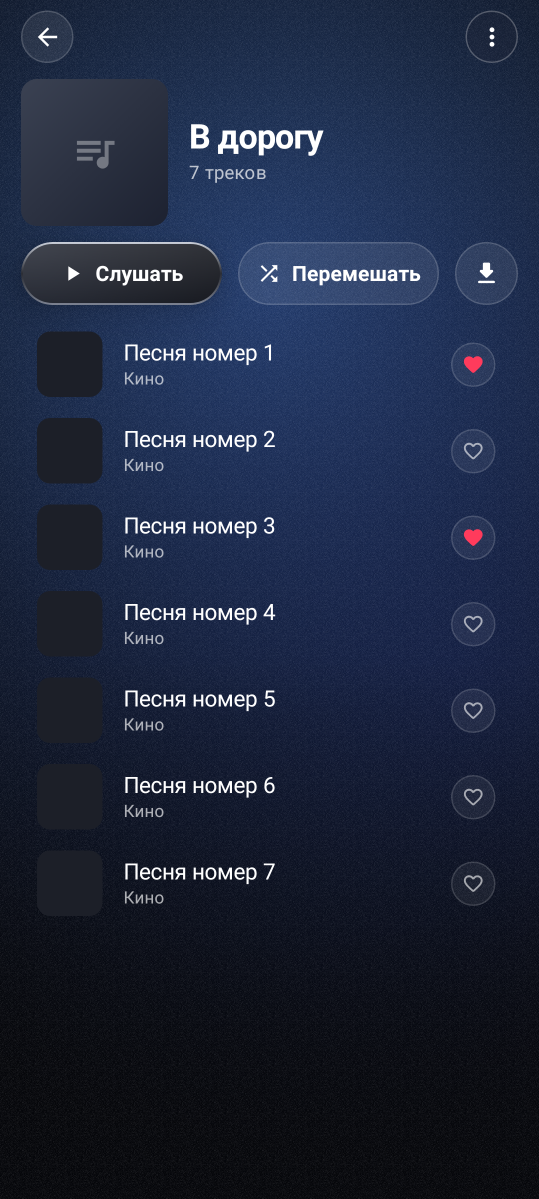 В дорогу
7 треков
Слушать
Перемешать
Песня номер 1
Кино
Песня номер 2
Кино
Песня номер 3
Кино
Песня номер 4
Кино
Песня номер 5
Кино
Песня номер 6
Кино
Песня номер 7
Кино